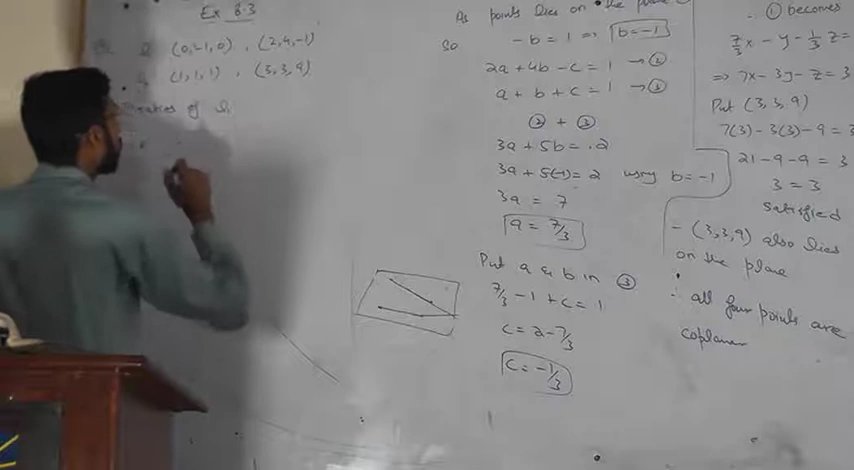 Ex 8.3
(0,-1,0) , (2,4,-1)
(1,1,1) , (3,3,9)
ratios of l₁
As points lies on the plane
So -b = 1 => b = -1
2a + 4b - c = 1 → ②
a + b + c = 1 → ③
② + ③
3a + 5b = 2
3a + 5(-1) = 2 using b = -1
3a = 7
a = 7/3
Put a & b in ③
7/3 - 1 + c = 1
c = 2 - 7/3
c = -1/3
∴ ① becomes
7/3 x - y - 1/3 z =
=> 7x - 3y - z = 3
Put (3,3,9)
7(3) - 3(3) - 9 = 3
21 - 9 - 9 = 3
3 = 3
satisfied
- (3,3,9) also lies
on the plane
∴ all four points are
coplanar